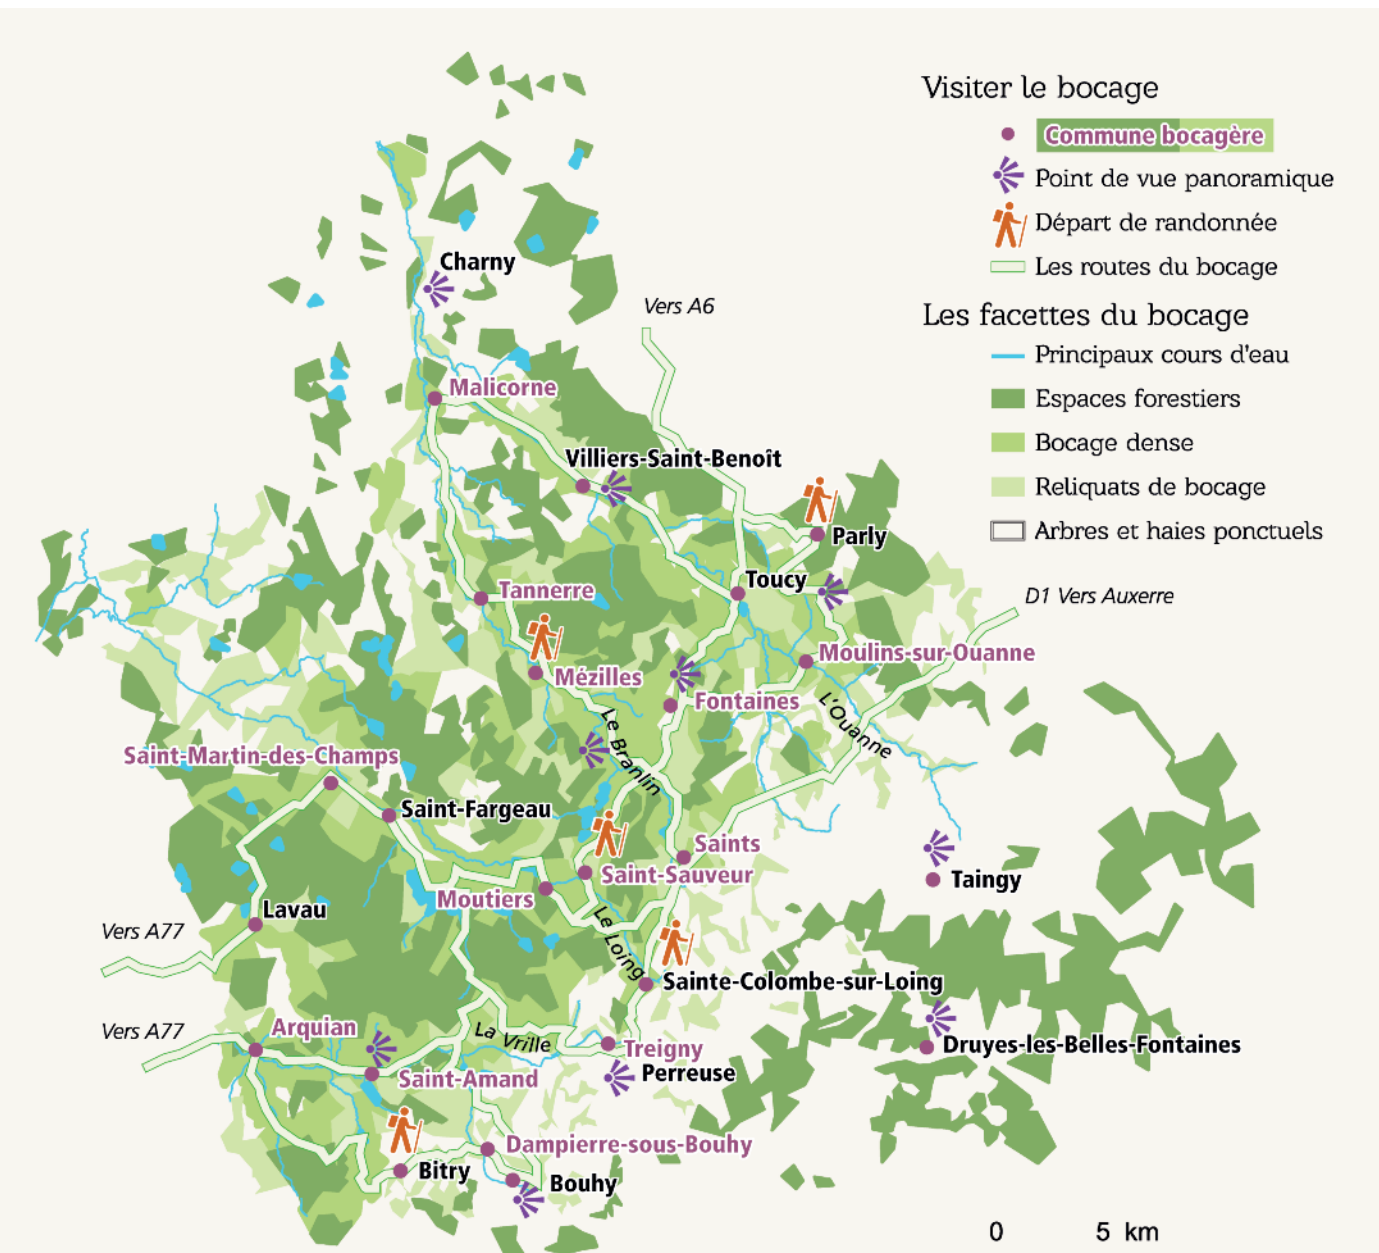 Visiter le bocage
Commune bocagère
Point de vue panoramique
Départ de randonnée
Les routes du bocage
Les facettes du bocage
Principaux cours d'eau
Espaces forestiers
Bocage dense
Reliquats de bocage
Arbres et haies ponctuels
Charny
Vers A6
Malicorne
Villiers-Saint-Benoît
Parly
Toucy
Tannerre
D1 Vers Auxerre
Moulins-sur-Ouanne
Mézilles
Fontaines
L'Ouanne
Le Branlin
Saint-Martin-des-Champs
Saint-Fargeau
Saints
Saint-Sauveur
Taingy
Moutiers
Lavau
Vers A77
Le Loing
Sainte-Colombe-sur-Loing
Vers A77
Arquian
La Vrille
Treigny
Druyes-les-Belles-Fontaines
Saint-Amand
Perreuse
Dampierre-sous-Bouhy
Bitry
Bouhy
0 5 km